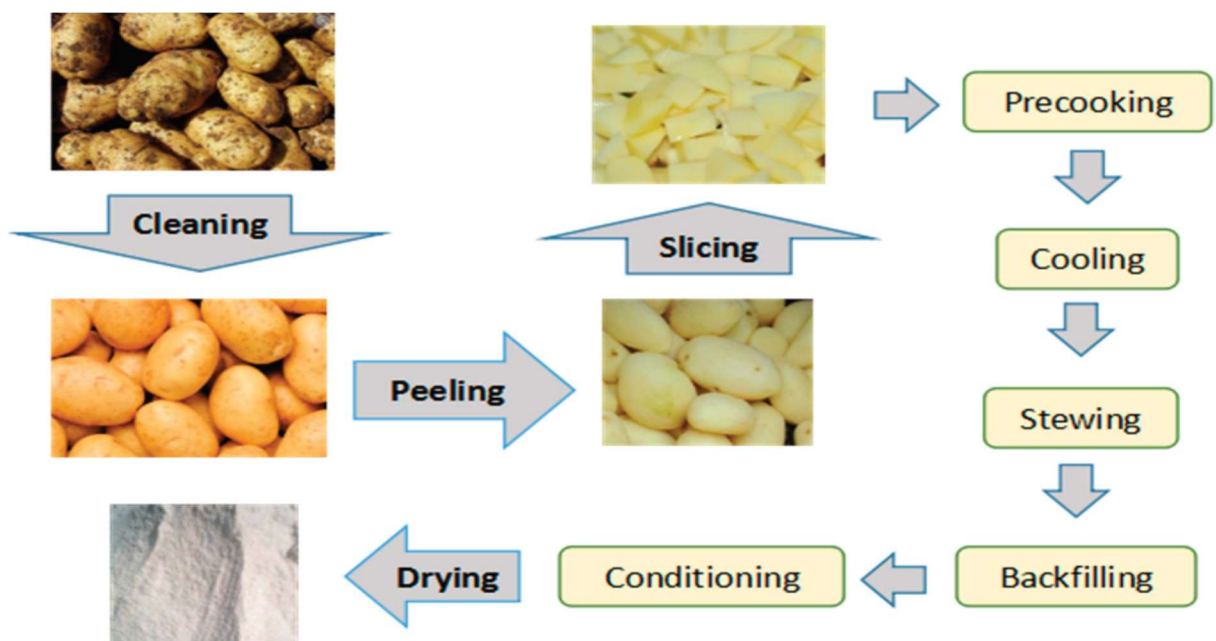 Cleaning
Peeling
Slicing
Precooking
Cooling
Stewing
Backfilling
Conditioning
Drying